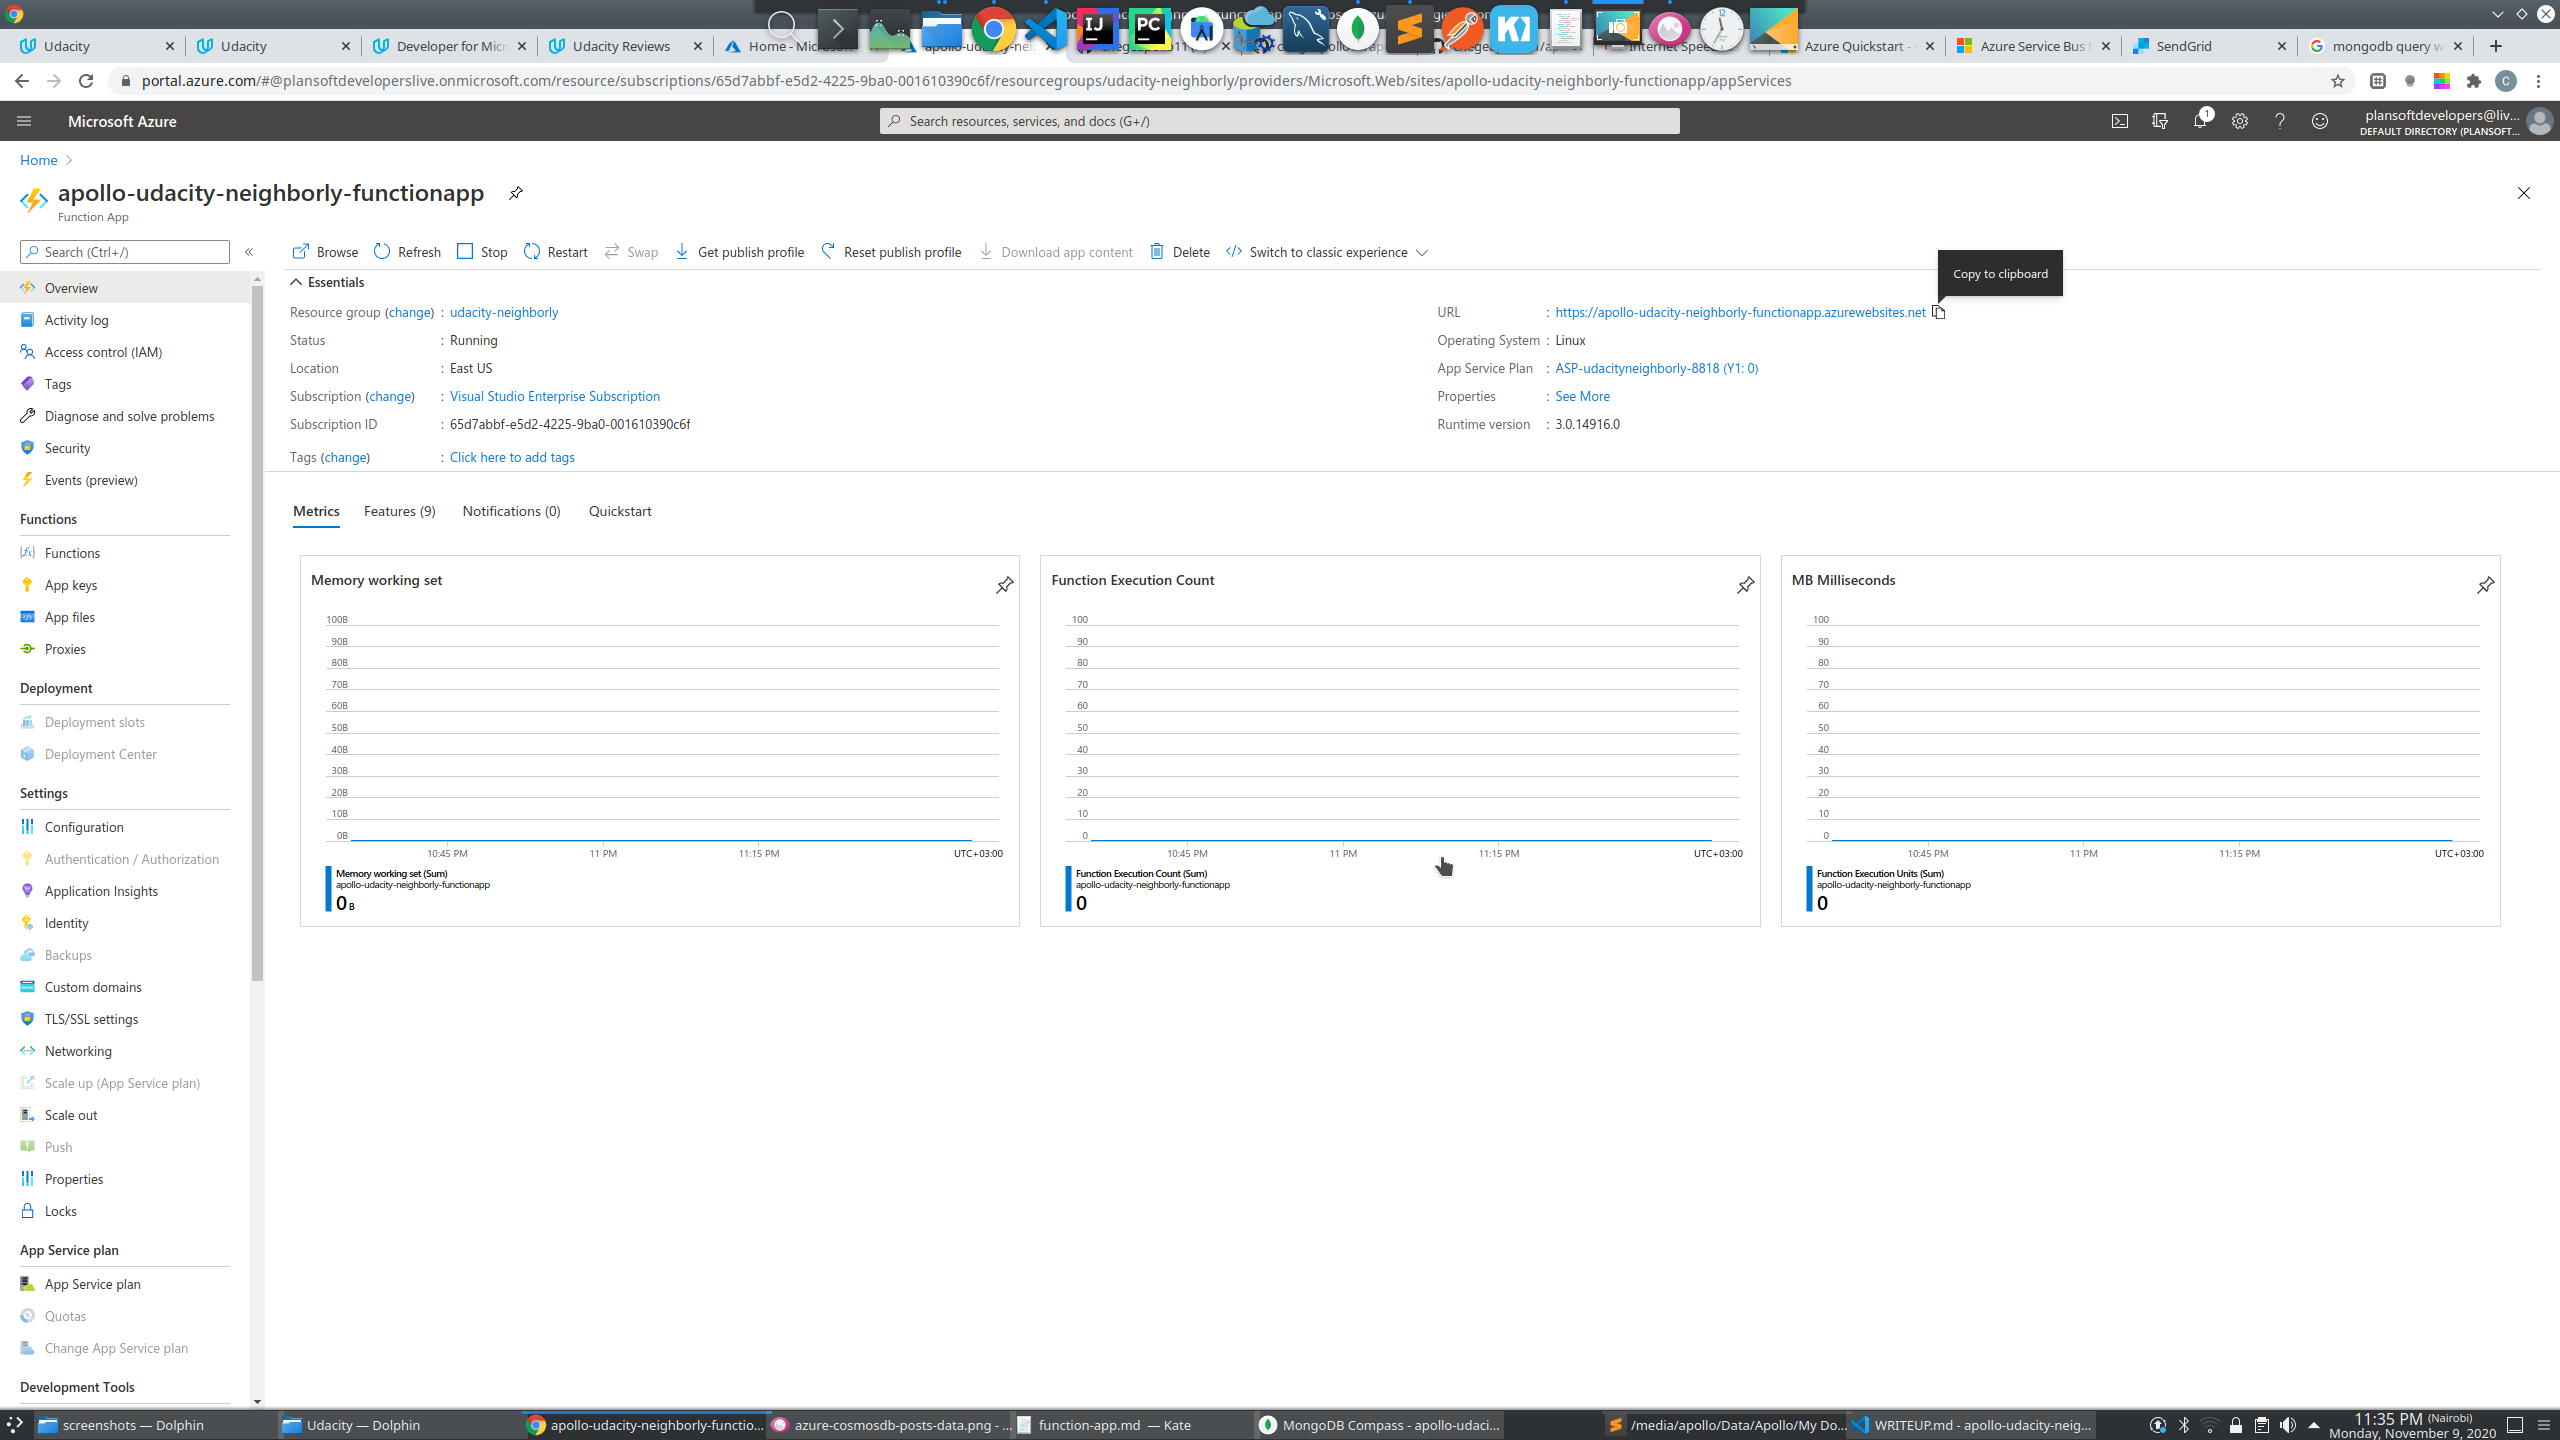 Udacity
Udacity
Developer for Micr
Udacity Reviews
Home - Microsoft
Internet Speed
Azure Quickstart -
Azure Service Bus t
SendGrid
mongodb query w
portal.azure.com/#@plansoftdeveloperslive.onmicrosoft.com/resource/subscriptions/65d7abbf-e5d2-4225-9ba0-001610390c6f/resourcegroups/udacity-neighborly/providers/Microsoft.Web/sites/apollo-udacity-neighborly-functionapp/appServices
C
Microsoft Azure
Search resources, services, and docs (G+/)
1
plansoftdevelopers@liv...
DEFAULT DIRECTORY (PLANSOFT...
Home
apollo-udacity-neighborly-functionapp
Function App
Search (Ctrl+/)
Browse
Refresh
Stop
Restart
Swap
Get publish profile
Reset publish profile
Download app content
Delete
Switch to classic experience
Copy to clipboard
Overview
Activity log
Access control (IAM)
Tags
Diagnose and solve problems
Security
Events (preview)
Functions
Functions
App keys
App files
Proxies
Deployment
Deployment slots
Deployment Center
Settings
Configuration
Authentication / Authorization
Application Insights
Identity
Backups
Custom domains
TLS/SSL settings
Networking
Scale up (App Service plan)
Scale out
Push
Properties
Locks
App Service plan
App Service plan
Quotas
Change App Service plan
Development Tools
Essentials
Resource group (change) : udacity-neighborly
Status : Running
Location : East US
Subscription (change) : Visual Studio Enterprise Subscription
Subscription ID : 65d7abbf-e5d2-4225-9ba0-001610390c6f
Tags (change) : Click here to add tags
URL : https://apollo-udacity-neighborly-functionapp.azurewebsites.net
Operating System : Linux
App Service Plan : ASP-udacityneighborly-8818 (Y1: 0)
Properties : See More
Runtime version : 3.0.14916.0
Metrics
Features (9)
Notifications (0)
Quickstart
Memory working set
100B
90B
80B
70B
60B
50B
40B
30B
20B
10B
0B
10:45 PM
11 PM
11:15 PM
UTC+03:00
Memory working set (Sum)
apollo-udacity-neighborly-functionapp
0 B
Function Execution Count
100
90
80
70
60
50
40
30
20
10
0
10:45 PM
11 PM
11:15 PM
UTC+03:00
Function Execution Count (Sum)
apollo-udacity-neighborly-functionapp
0
MB Milliseconds
100
90
80
70
60
50
40
30
20
10
0
10:45 PM
11 PM
11:15 PM
UTC+03:00
Function Execution Units (Sum)
apollo-udacity-neighborly-functionapp
0
screenshots — Dolphin
Udacity — Dolphin
apollo-udacity-neighborly-functio...
azure-cosmosdb-posts-data.png - ...
function-app.md — Kate
MongoDB Compass - apollo-udaci...
/media/apollo/Data/Apollo/My Do...
WRITEUP.md - apollo-udacity-neig...
11:35 PM (Nairobi)
Monday, November 9, 2020